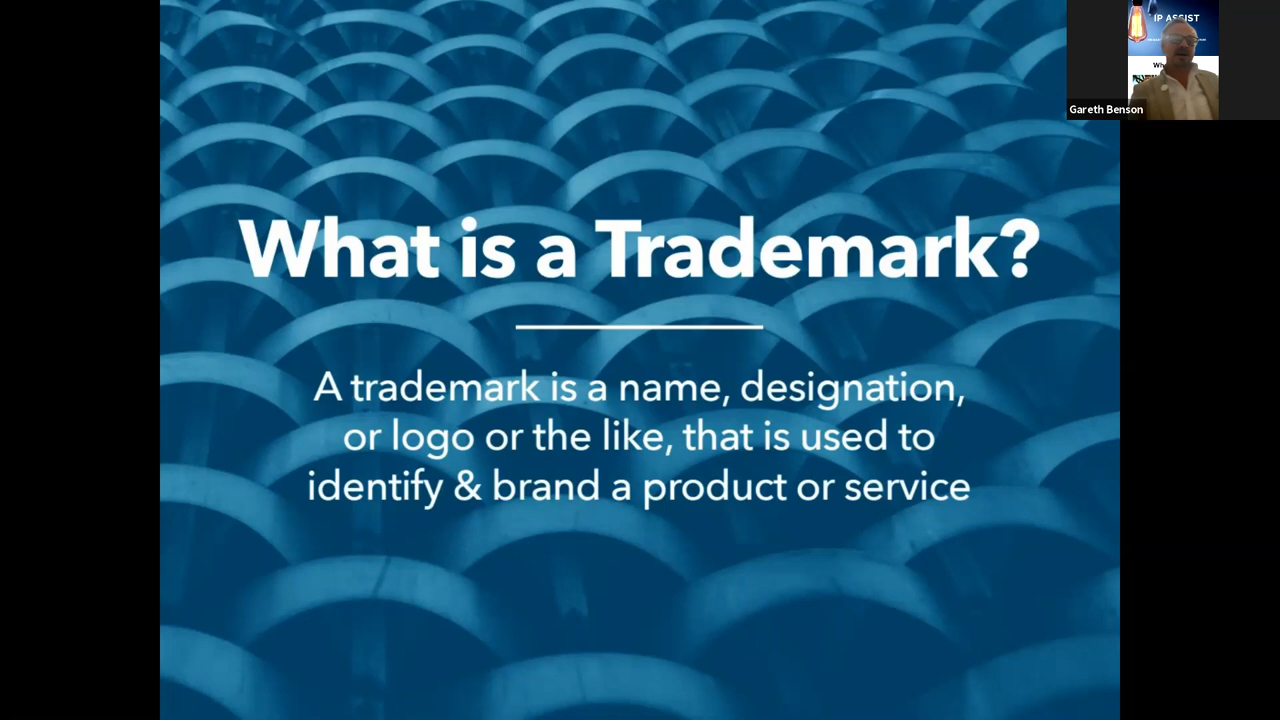 What is a Trademark?
A trademark is a name, designation,
or logo or the like, that is used to
identify & brand a product or service
IP ASSIST
Gareth Benson